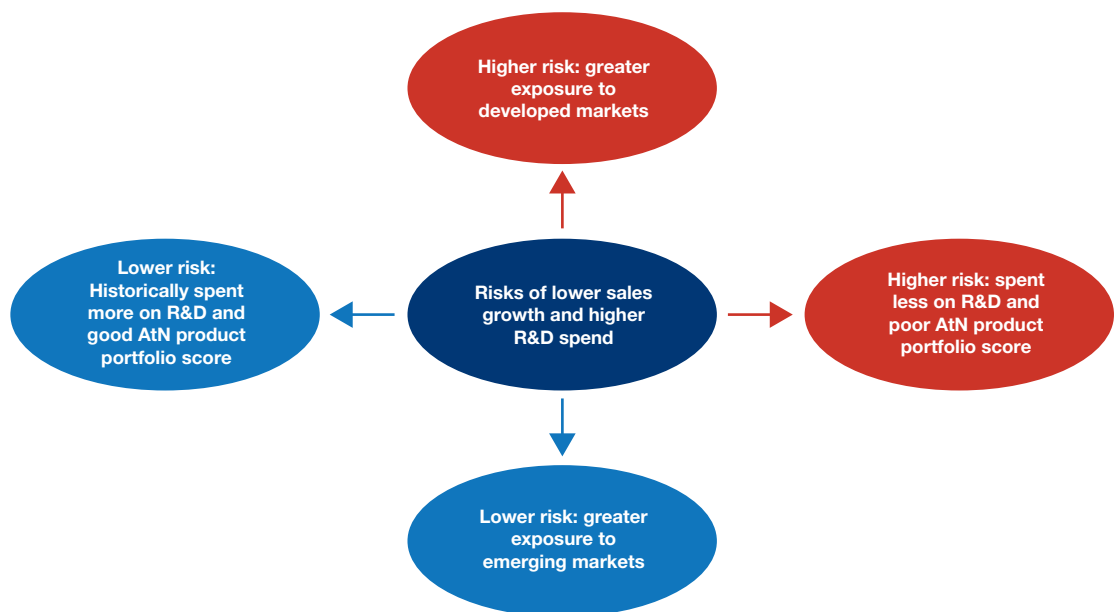 Higher risk: greater
exposure to
developed markets
Lower risk:
Historically spent
more on R&D and
good AtN product
portfolio score
Risks of lower sales
growth and higher
R&D spend
Higher risk: spent
less on R&D and
poor AtN product
portfolio score
Lower risk: greater
exposure to
emerging markets